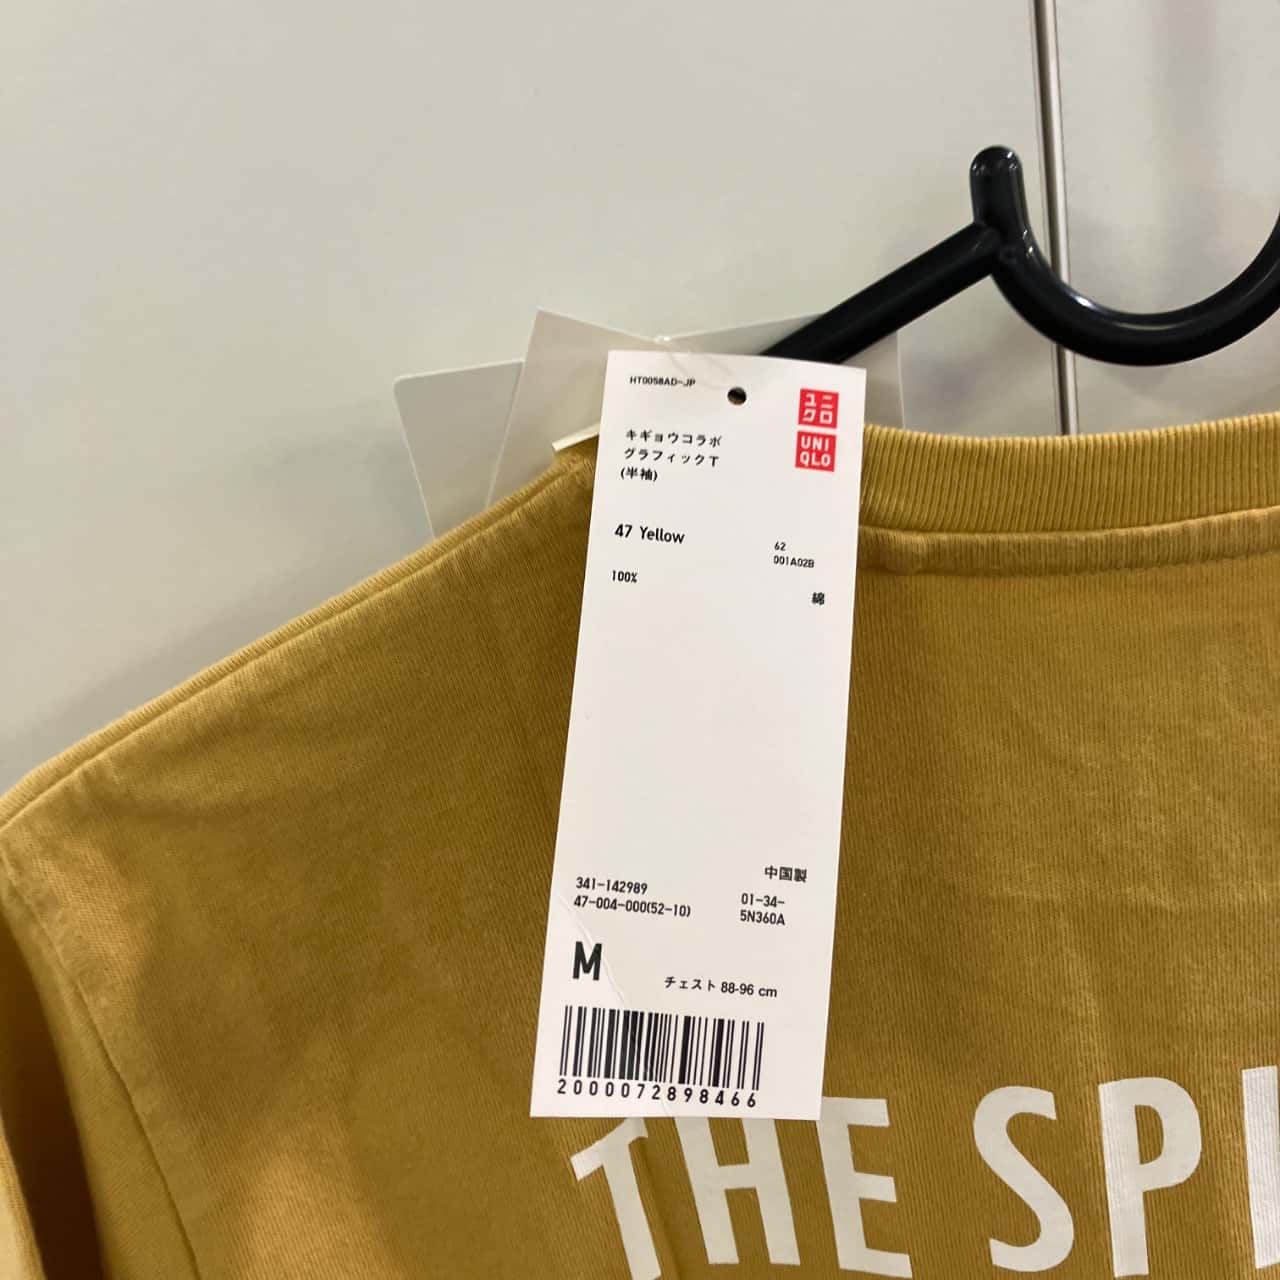 HT0058AD-JP
ユニ
クロ
UNI
QLO
キギョウコラボ
グラフィックT
(半袖)
47 Yellow
62
001A02B
100%
綿
中国製
341-142989
47-004-000(52-10)
01-34-
5N360A
M
チェスト 88-96 cm
2000072898466
THE SPI